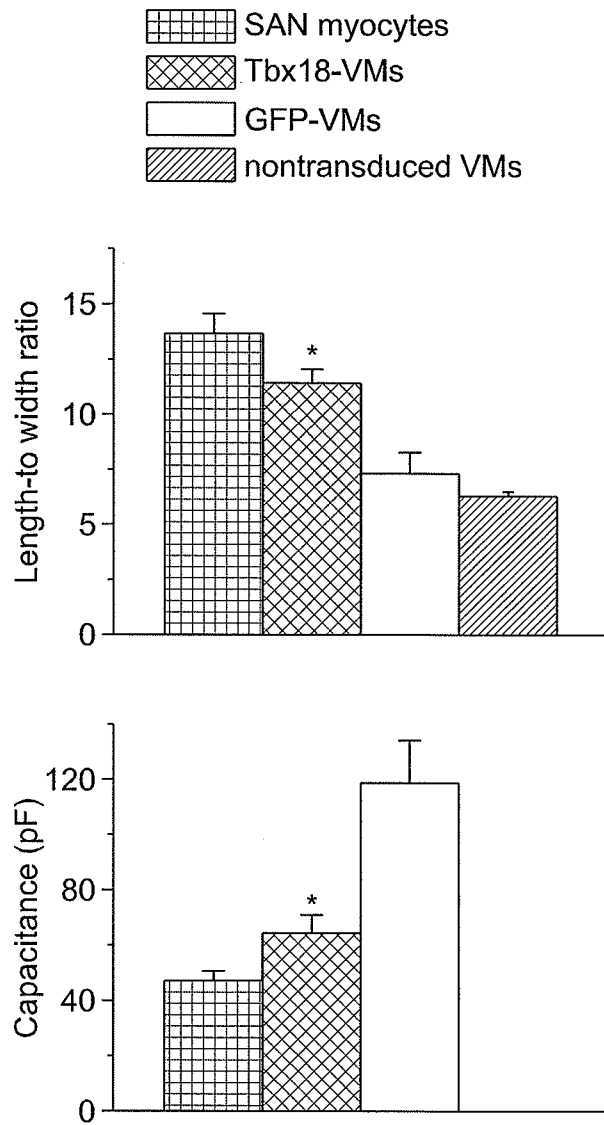 SAN myocytes
Tbx18-VMs
GFP-VMs
nontransduced VMs
Length-to width ratio
15
10
5
0
*
Capacitance (pF)
120
80
40
0
*